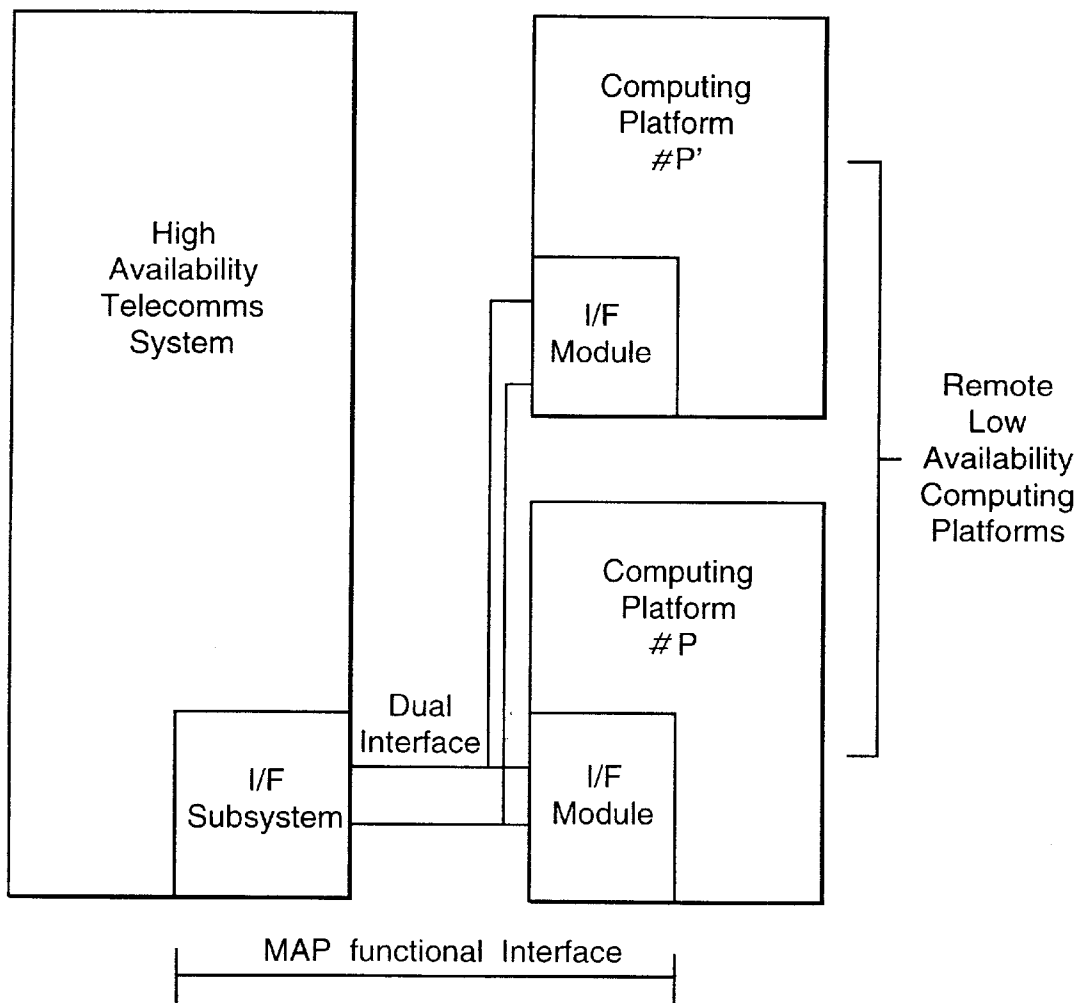 High
Availability
Telecomms
System
I/F
Subsystem
Dual
Interface
Computing
Platform
#P'
I/F
Module
Computing
Platform
#P
I/F
Module
Remote
Low
Availability
Computing
Platforms
MAP functional Interface